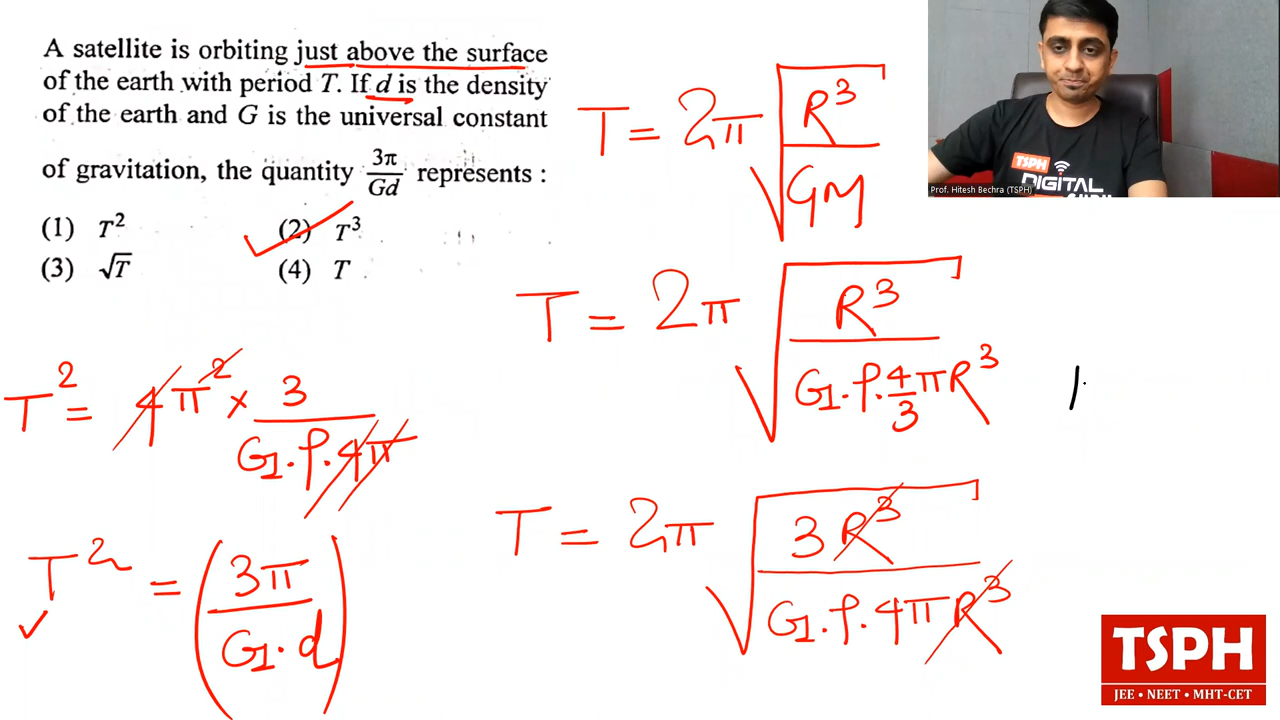 A satellite is orbiting just above the surface
of the earth with period T. If d is the density
of the earth and G is the universal constant
of gravitation, the quantity 3π/Gd represents :
(1) T² (2) T³
(3) √T (4) T
T = 2π √(R³/GM)
T = 2π √(R³/G.ρ.4/3πR³)
T = 2π √(3R³/G.ρ.4πR³)
T² = 4π² × 3/G.ρ.4π
T² = (3π/G.d)
Prof. Hitesh Bechra (TSPH)
TSPH
DIGITAL
TSPH
JEE • NEET • MHT-CET